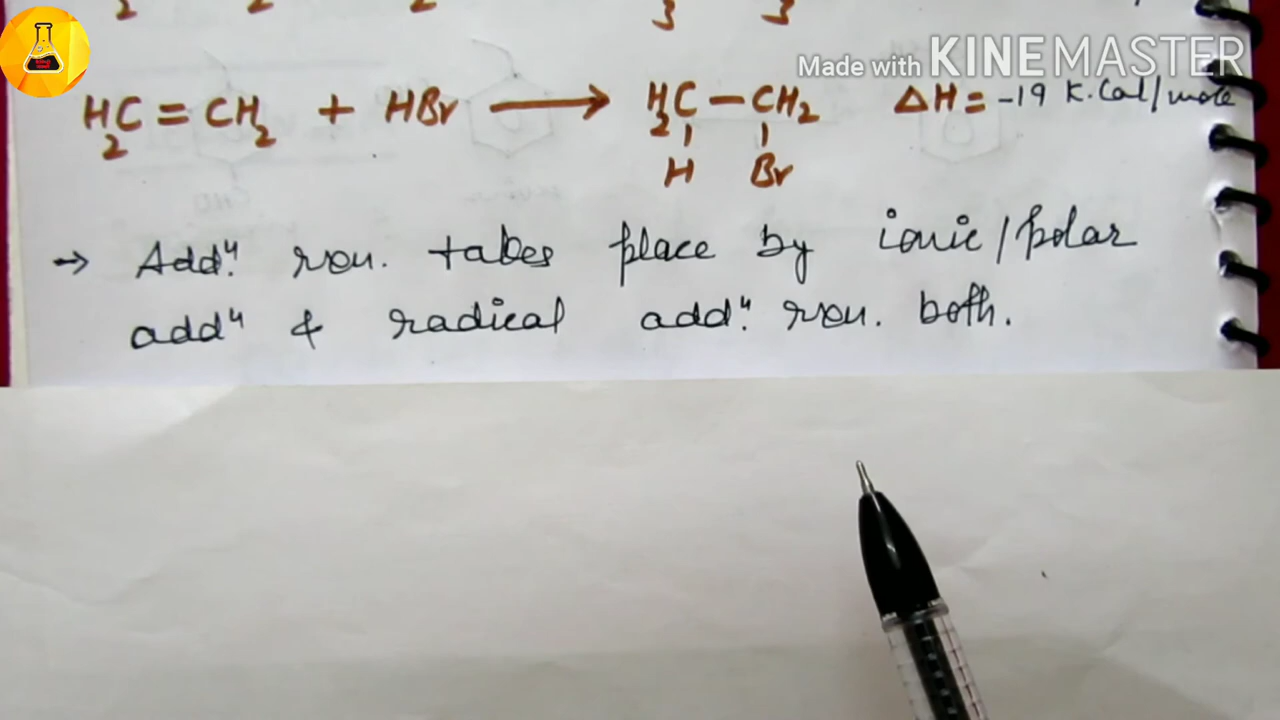 Made with KINEMASTER
H₂C = CH₂ + HBr ⟶ H₂C – CH₂ ΔH = -19 K.Cal/mole
H Br
→ Addⁿ. rxn. takes place by ionic / polar
addⁿ & radical addⁿ. rxn. both.